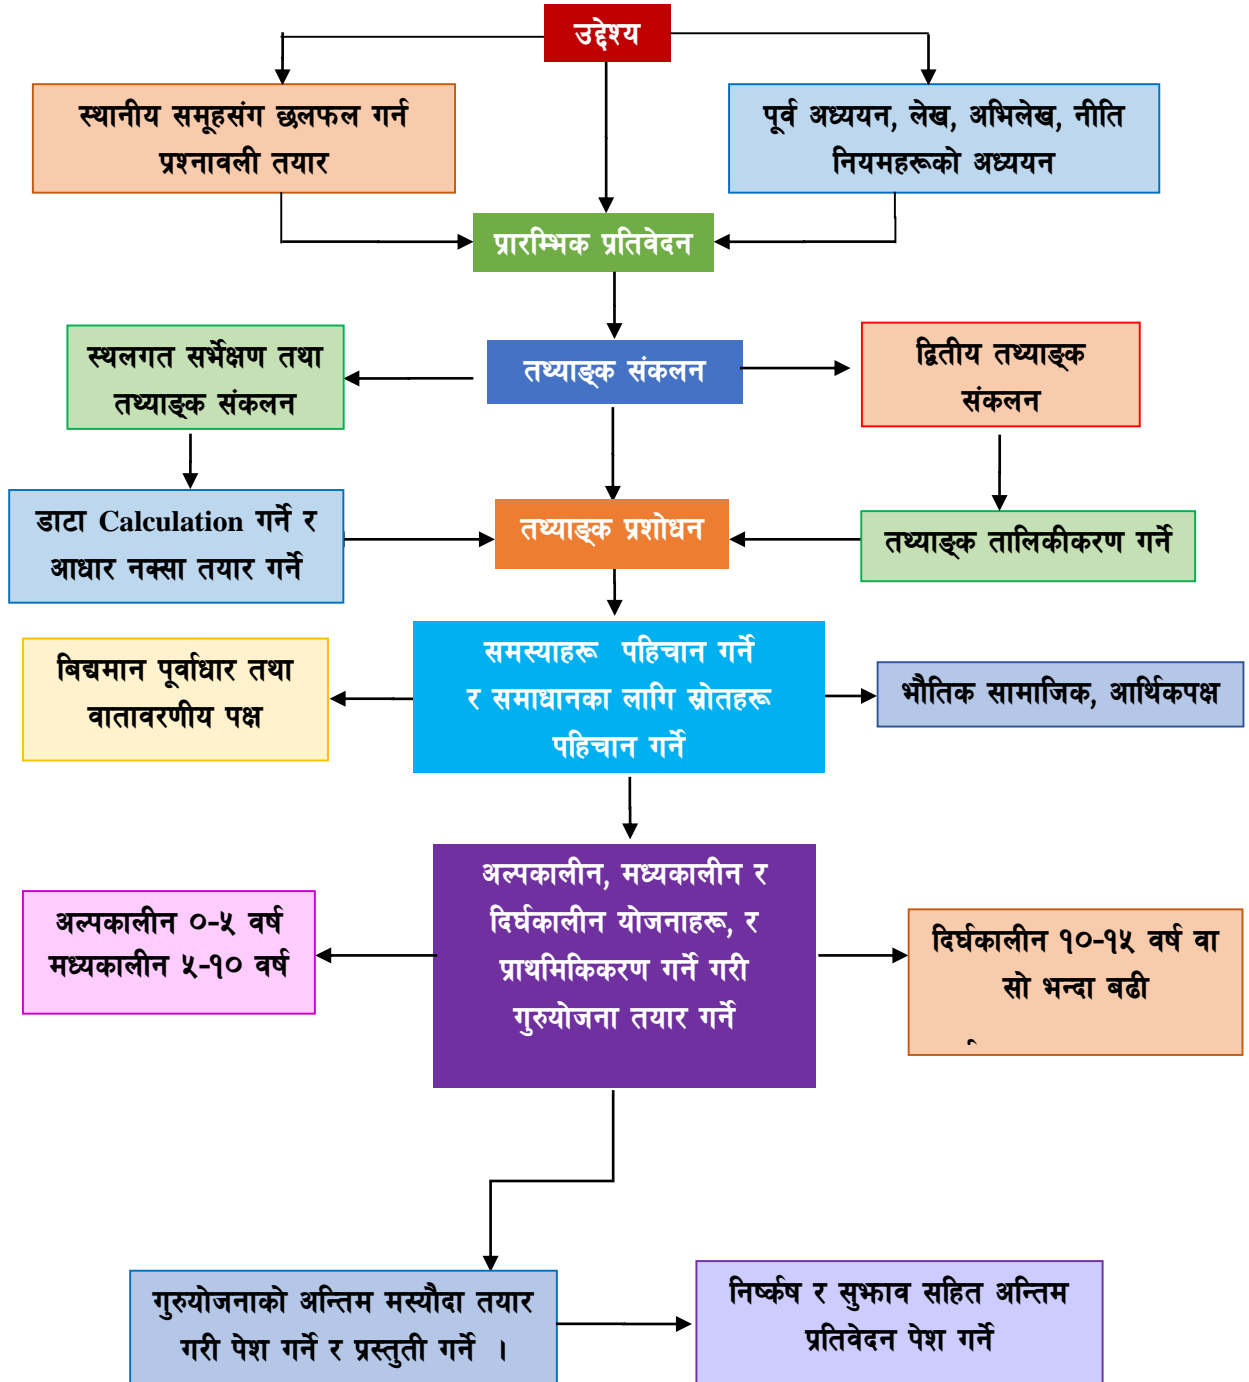 उद्देश्य
स्थानीय समूहसंग छलफल गर्न
प्रश्नावली तयार
पूर्व अध्ययन, लेख, अभिलेख, नीति
नियमहरूको अध्ययन
प्रारम्भिक प्रतिवेदन
स्थलगत सर्भेक्षण तथा
तथ्याङ्क संकलन
तथ्याङ्क संकलन
द्वितीय तथ्याङ्क
संकलन
डाटा Calculation गर्ने र
आधार नक्सा तयार गर्ने
तथ्याङ्क प्रशोधन
तथ्याङ्क तालिकीकरण गर्ने
बिद्यमान पूर्वाधार तथा
वातावरणीय पक्ष
समस्याहरू पहिचान गर्ने
र समाधानका लागि स्रोतहरू
पहिचान गर्ने
भौतिक सामाजिक, आर्थिकपक्ष
अल्पकालीन ०-५ वर्ष
मध्यकालीन ५-१० वर्ष
अल्पकालीन, मध्यकालीन र
दिर्घकालीन योजनाहरू, र
प्राथमिकिकरण गर्ने गरी
गुरुयोजना तयार गर्ने
दिर्घकालीन १०-१५ वर्ष वा
सो भन्दा बढी
गुरुयोजनाको अन्तिम मस्यौदा तयार
गरी पेश गर्ने र प्रस्तुती गर्ने ।
निर्ष्कष र सुझाव सहित अन्तिम
प्रतिवेदन पेश गर्ने